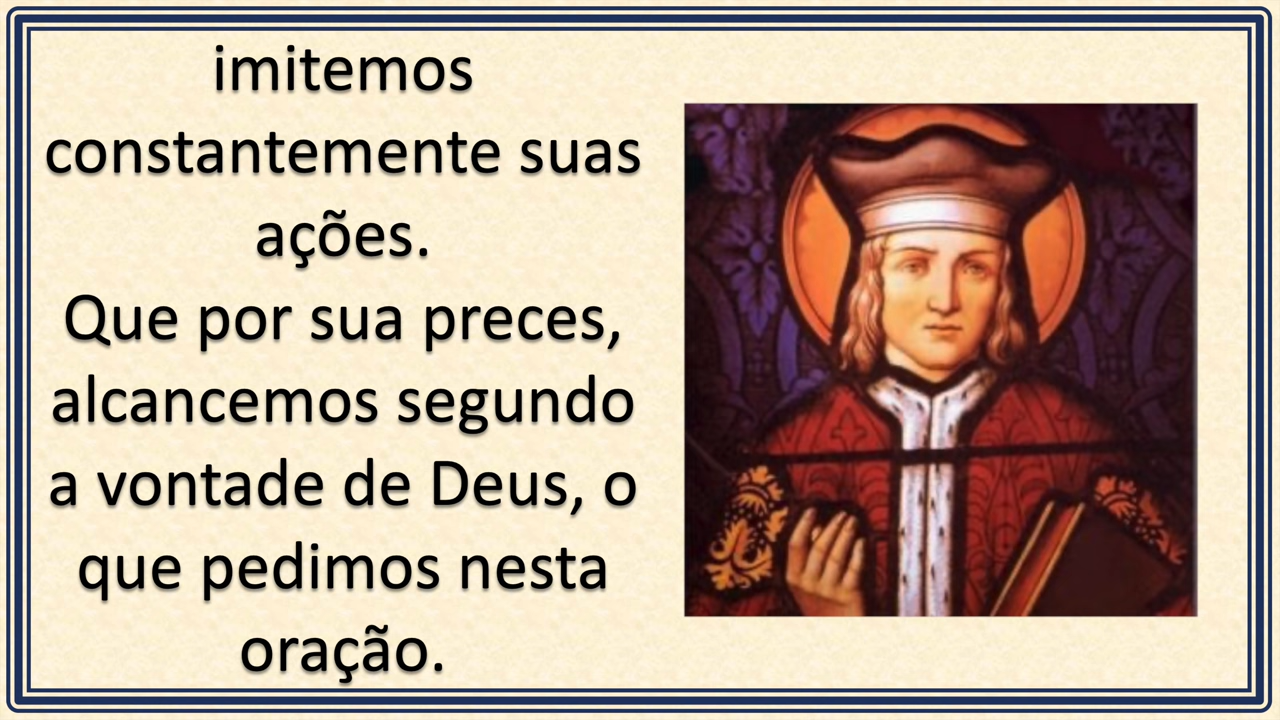 imitemos
constantemente suas
ações.
Que por sua preces,
alcancemos segundo
a vontade de Deus, o
que pedimos nesta
oração.